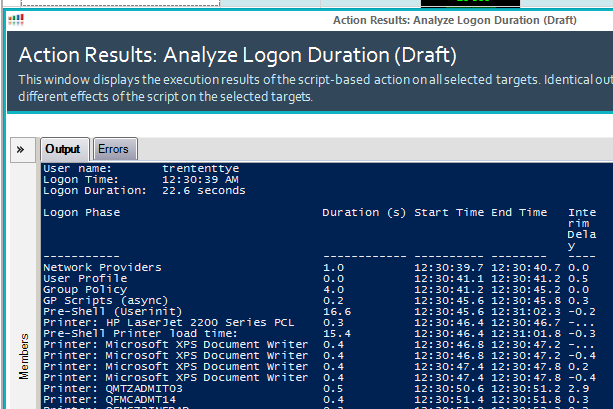 Action Results: Analyze Logon Duration (Draft)
Action Results: Analyze Logon Duration (Draft)
This window displays the execution results of the script-based action on all selected targets. Identical out
different effects of the script on the selected targets.
» Output Errors
User name: trententtye
Logon Time: 12:30:39 AM
Logon Duration: 22.6 seconds
Logon Phase Duration (s) Start Time End Time Inte
rim
Dela
y
----------- ------------ ---------- -------- ----
Network Providers 1.0 12:30:39.7 12:30:40.7 0.0
User Profile 0.0 12:30:41.1 12:30:41.2 0.5
Group Policy 4.0 12:30:41.2 12:30:45.2 0.0
GP Scripts (async) 0.2 12:30:45.6 12:30:45.8 0.3
Pre-Shell (Userinit) 16.6 12:30:45.6 12:31:02.3 -0.2
Printer: HP LaserJet 2200 Series PCL 0.3 12:30:46.4 12:30:46.7 -...
Pre-Shell Printer load time: 15.4 12:30:46.4 12:31:01.8 -0.3
Printer: Microsoft XPS Document Writer 0.4 12:30:46.8 12:30:47.2 -...
Printer: Microsoft XPS Document Writer 0.4 12:30:46.8 12:30:47.2 -0.4
Printer: Microsoft XPS Document Writer 0.4 12:30:47.4 12:30:47.8 0.2
Printer: Microsoft XPS Document Writer 0.4 12:30:47.4 12:30:47.8 -0.4
Printer: QMTZADMIT03 0.5 12:30:50.6 12:30:51.2 2.9
Printer: QFMCADMT14 0.4 12:30:51.4 12:30:51.8 0.3
Members